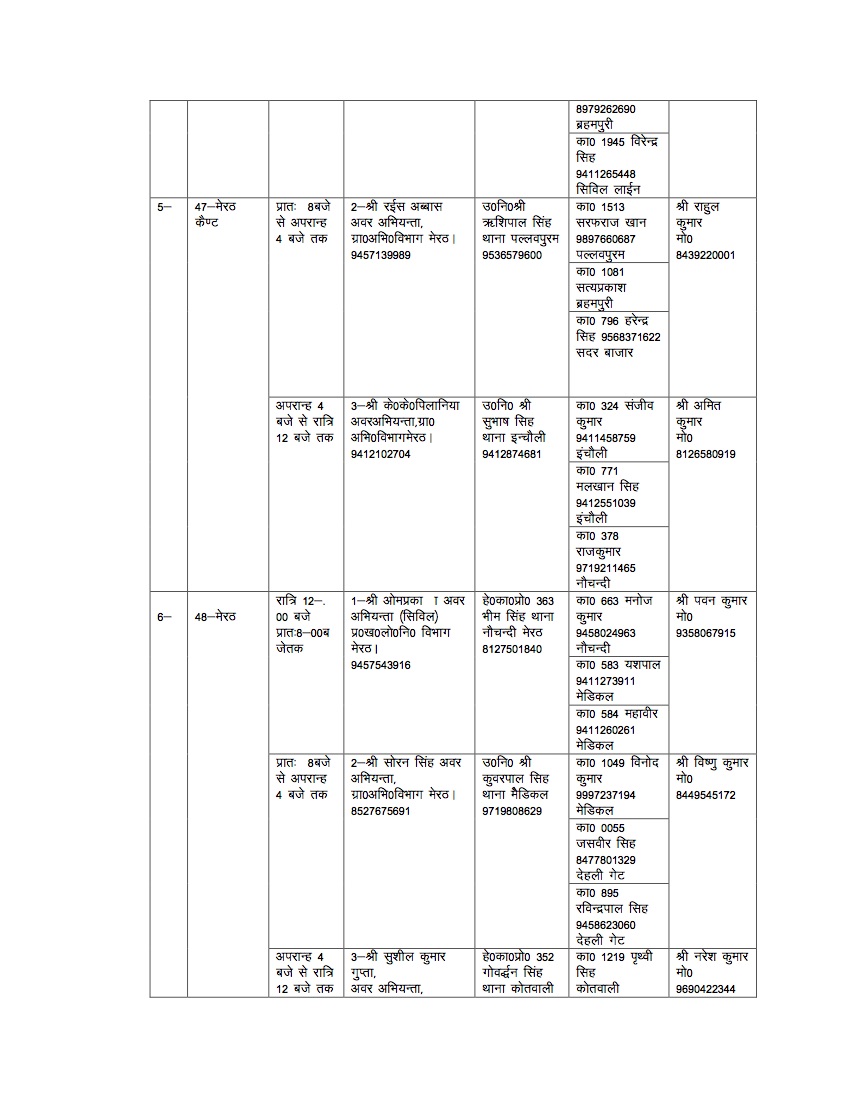 8979262690
ब्रहमपुरी
का0 1945 विरेन्द्र
सिह
9411265448
सिविल लाईन
5–
47–मेरठ
कैण्ट
प्रातः 8बजे
से अपरान्ह
4 बजे तक
2–श्री रईस अब्बास
अवर अभियन्ता,
ग्रा0अभि0विभाग मेरठ।
9457139989
उ0नि0श्री
ऋशिपाल सिंह
थाना पल्लवपुरम
9536579600
का0 1513
सरफराज खान
9897660687
पल्लवपुरम
का0 1081
सत्यप्रकाश
ब्रहमपुरी
का0 796 हरेन्द्र
सिह 9568371622
सदर बाजार
श्री राहुल
कुमार
मो0
8439220001
अपरान्ह 4
बजे से रात्रि
12 बजे तक
3–श्री के0के0पिलानिया
अवरअभियन्ता,ग्रा0
अभि0विभागमेरठ।
9412102704
उ0नि0 श्री
सुभाष सिह
थाना इन्चौली
9412874681
का0 324 संजीव
कुमार
9411458759
इंचौली
का0 771
मलखान सिह
9412551039
इंचौली
का0 378
राजकुमार
9719211465
नौचन्दी
श्री अमित
कुमार
मो0
8126580919
6–
48–मेरठ
रात्रि 12–.
00 बजे
प्रातः8–00ब
जेतक
1–श्री ओमप्रका ा अवर
अभियन्ता (सिविल)
प्र0ख0लो0नि0 विभाग
मेरठ।
9457543916
हे0का0प्रो0 363
भीम सिंह थाना
नौचन्दी मेरठ
8127501840
का0 663 मनोज
कुमार
9458024963
नौचन्दी
का0 583 यशपाल
9411273911
मेडिकल
का0 584 महावीर
9411260261
मेडिकल
श्री पवन कुमार
मो0
9358067915
प्रातः 8बजे
से अपरान्ह
4 बजे तक
2–श्री सोरन सिंह अवर
अभियन्ता,
ग्रा0अभि0विभाग मेरठ।
8527675691
उ0नि0 श्री
कुवरपाल सिह
थाना मैडिकल
9719808629
का0 1049 विनोद
कुमार
9997237194
मेडिकल
का0 0055
जसवीर सिह
8477801329
देहली गेट
का0 895
रविन्द्रपाल सिह
9458623060
देहली गेट
श्री विष्णु कुमार
मो0
8449545172
अपरान्ह 4
बजे से रात्रि
12 बजे तक
3–श्री सुशील कुमार
गुप्ता,
अवर अभियन्ता,
हे0का0प्रो0 352
गोवर्द्धन सिंह
थाना कोतवाली
का0 1219 पृथ्वी
सिह
कोतवाली
श्री नरेश कुमार
मो0
9690422344